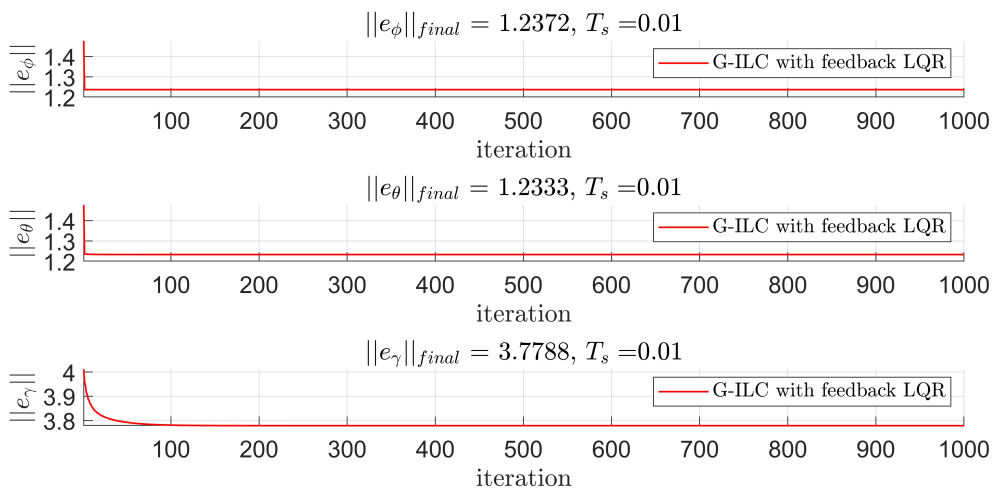 ||e_ϕ||_final = 1.2372, T_s =0.01
||e_ϕ||
1.4
1.3
1.2
G-ILC with feedback LQR
100 200 300 400 500 600 700 800 900 1000
iteration
||e_θ||_final = 1.2333, T_s =0.01
||e_θ||
1.4
1.3
1.2
G-ILC with feedback LQR
100 200 300 400 500 600 700 800 900 1000
iteration
||e_γ||_final = 3.7788, T_s =0.01
||e_γ||
4
3.9
3.8
G-ILC with feedback LQR
100 200 300 400 500 600 700 800 900 1000
iteration